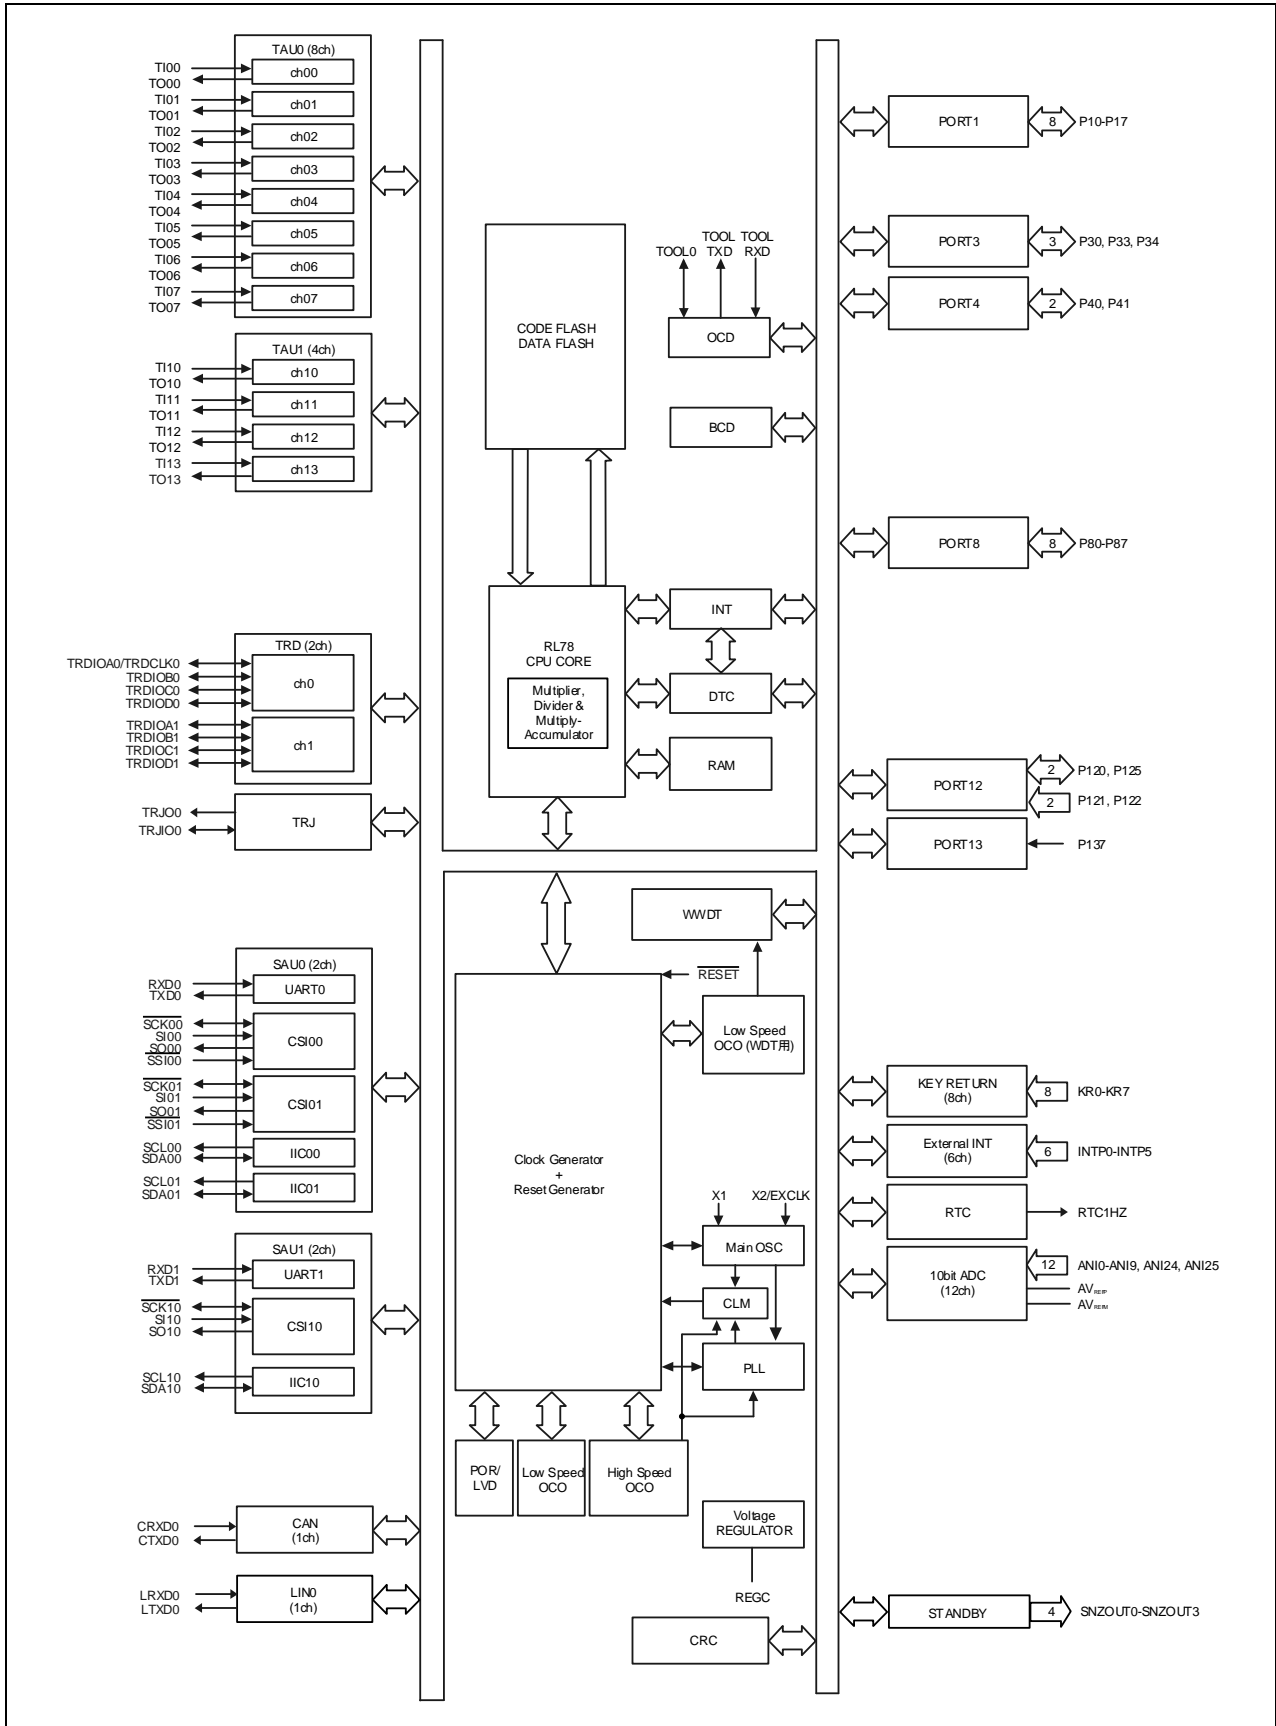 TAU0 (8ch)
TI00
TO00
ch00
TI01
TO01
ch01
TI02
TO02
ch02
TI03
TO03
ch03
TI04
TO04
ch04
TI05
TO05
ch05
TI06
TO06
ch06
TI07
TO07
ch07
TAU1 (4ch)
TI10
TO10
ch10
TI11
TO11
ch11
TI12
TO12
ch12
TI13
TO13
ch13
TRD (2ch)
TRDIOA0/TRDCLK0
TRDIOB0
TRDIOC0
TRDIOD0
ch0
TRDIOA1
TRDIOB1
TRDIOC1
TRDIOD1
ch1
TRJO0
TRJIO0
TRJ
SAU0 (2ch)
RXD0
TXD0
UART0
SCK00
SI00
SO00
SSI00
CSI00
SCK01
SI01
SO01
SSI01
CSI01
SCL00
SDA00
IIC00
SCL01
SDA01
IIC01
SAU1 (2ch)
RXD1
TXD1
UART1
SCK10
SI10
SO10
CSI10
SCL10
SDA10
IIC10
CRXD0
CTXD0
CAN
(1ch)
LRXD0
LTXD0
LIN0
(1ch)
CODE FLASH
DATA FLASH
TOOL0
TOOL
TXD
TOOL
RXD
OCD
BCD
RL78
CPU CORE
Multiplier,
Divider &
Multiply-
Accumulator
INT
DTC
RAM
WWDT
RESET
Low Speed
OCO (WDT用)
Clock Generator
+
Reset Generator
X1
X2/EXCLK
Main OSC
CLM
PLL
POR/
LVD
Low Speed
OCO
High Speed
OCO
Voltage
REGULATOR
REGC
CRC
PORT1
8
P10-P17
PORT3
3
P30, P33, P34
PORT4
2
P40, P41
PORT8
8
P80-P87
PORT12
2
P120, P125
2
P121, P122
PORT13
P137
KEY RETURN
(8ch)
8
KR0-KR7
External INT
(6ch)
6
INTP0-INTP5
RTC
RTC1HZ
10bit ADC
(12ch)
12
ANI0-ANI9, ANI24, ANI25
AVREFP
AVREFM
STANDBY
4
SNZOUT0-SNZOUT3